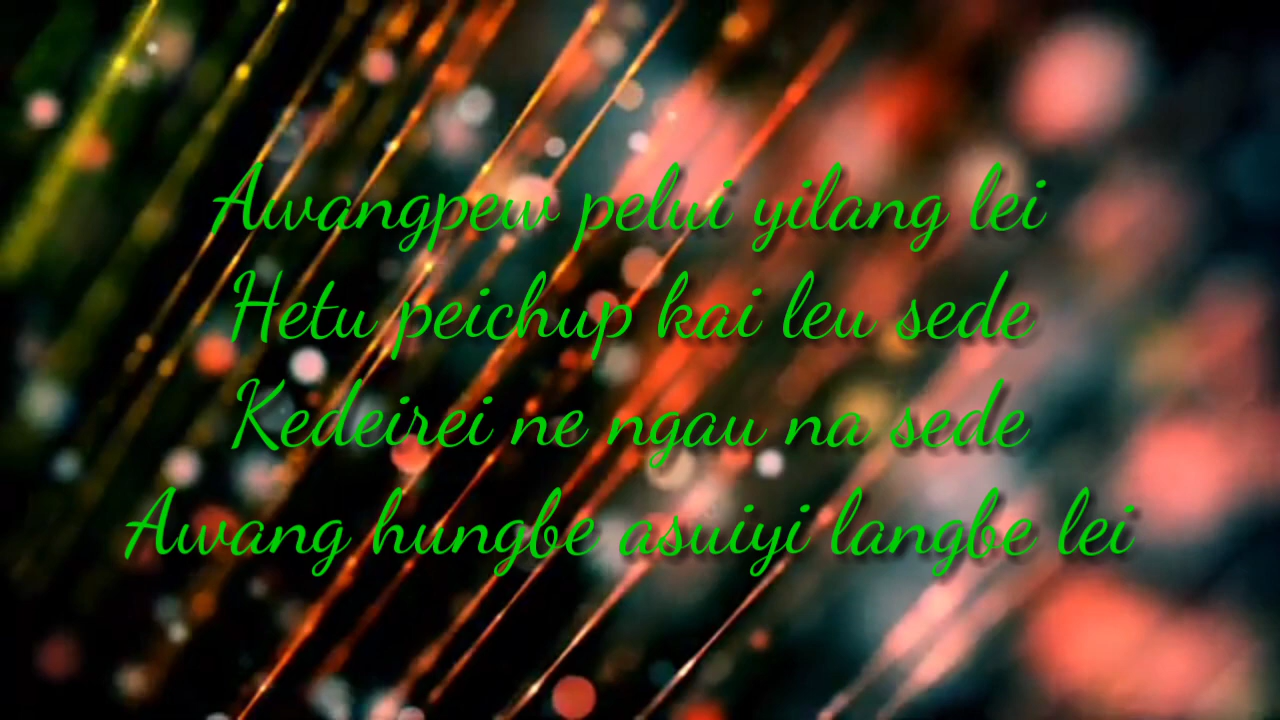 Awangpew pelui yilang lei
Hetu peichup kai leu sede
Kedeirei ne ngau na sede
Awang hungbe asuiyi langbe lei